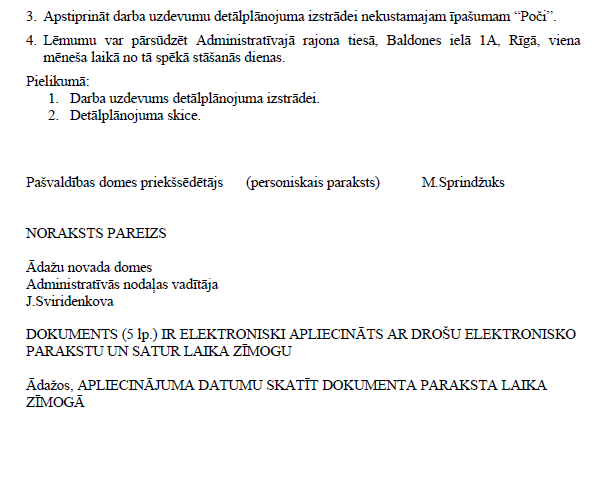 3. Apstiprināt darba uzdevumu detālplānojuma izstrādei nekustamajam īpašumam “Poči”.
4. Lēmumu var pārsūdzēt Administratīvajā rajona tiesā, Baldones ielā 1A, Rīgā, viena
mēneša laikā no tā spēkā stāšanās dienas.
Pielikumā:
1. Darba uzdevums detālplānojuma izstrādei.
2. Detālplānojuma skice.
Pašvaldības domes priekšsēdētājs (personiskais paraksts) M.Sprindžuks
NORAKSTS PAREIZS
Ādažu novada domes
Administratīvās nodaļas vadītāja
J.Sviridenkova
DOKUMENTS (5 lp.) IR ELEKTRONISKI APLIECINĀTS AR DROŠU ELEKTRONISKO
PARAKSTU UN SATUR LAIKA ZĪMOGU
Ādažos, APLIECINĀJUMA DATUMU SKATĪT DOKUMENTA PARAKSTA LAIKA
ZĪMOGĀ